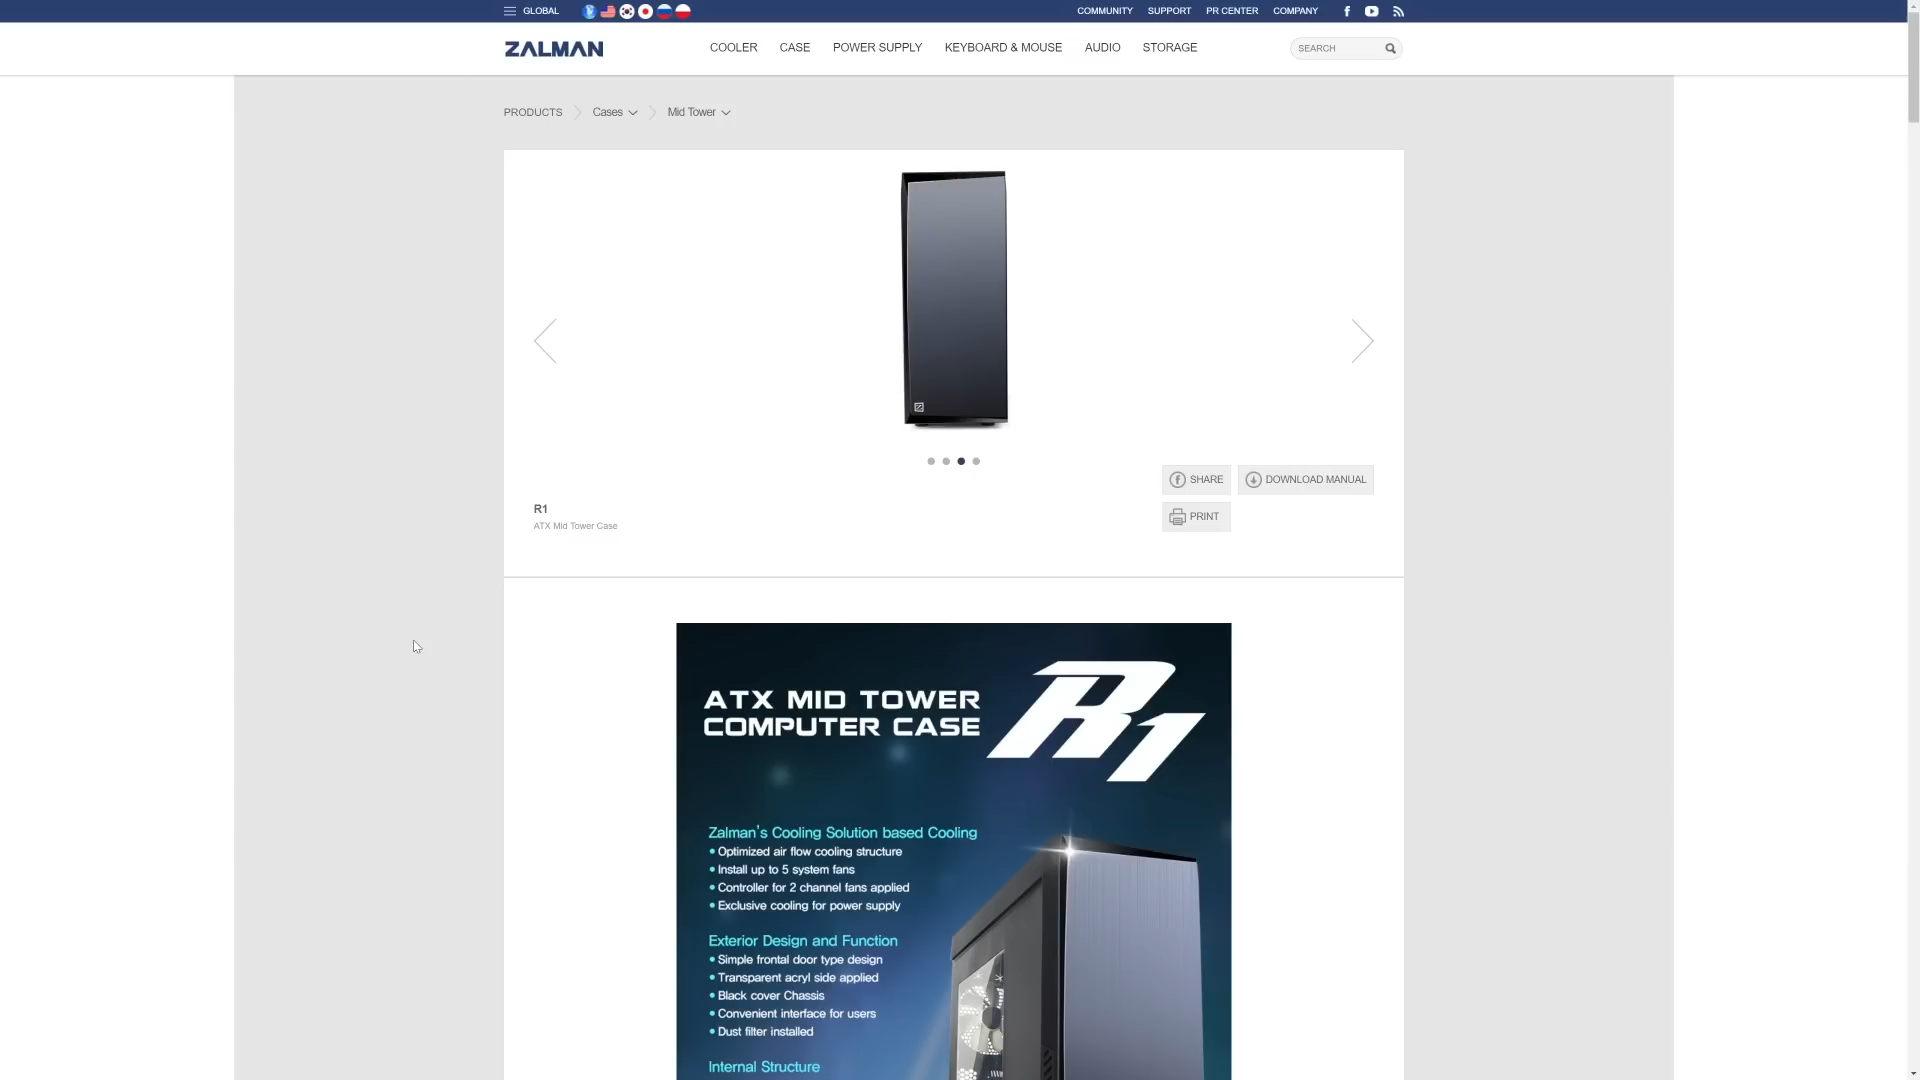 GLOBAL
COMMUNITY SUPPORT PR CENTER COMPANY
ZALMAN
COOLER CASE POWER SUPPLY KEYBOARD & MOUSE AUDIO STORAGE
SEARCH
PRODUCTS Cases Mid Tower
SHARE DOWNLOAD MANUAL
R1
PRINT
ATX Mid Tower Case
ATX MID TOWER
COMPUTER CASE
R1
Zalman's Cooling Solution based Cooling
• Optimized air flow cooling structure
• Install up to 5 system fans
• Controller for 2 channel fans applied
• Exclusive cooling for power supply
Exterior Design and Function
• Simple frontal door type design
• Transparent acryl side applied
• Black cover Chassis
• Convenient interface for users
• Dust filter installed
Internal Structure